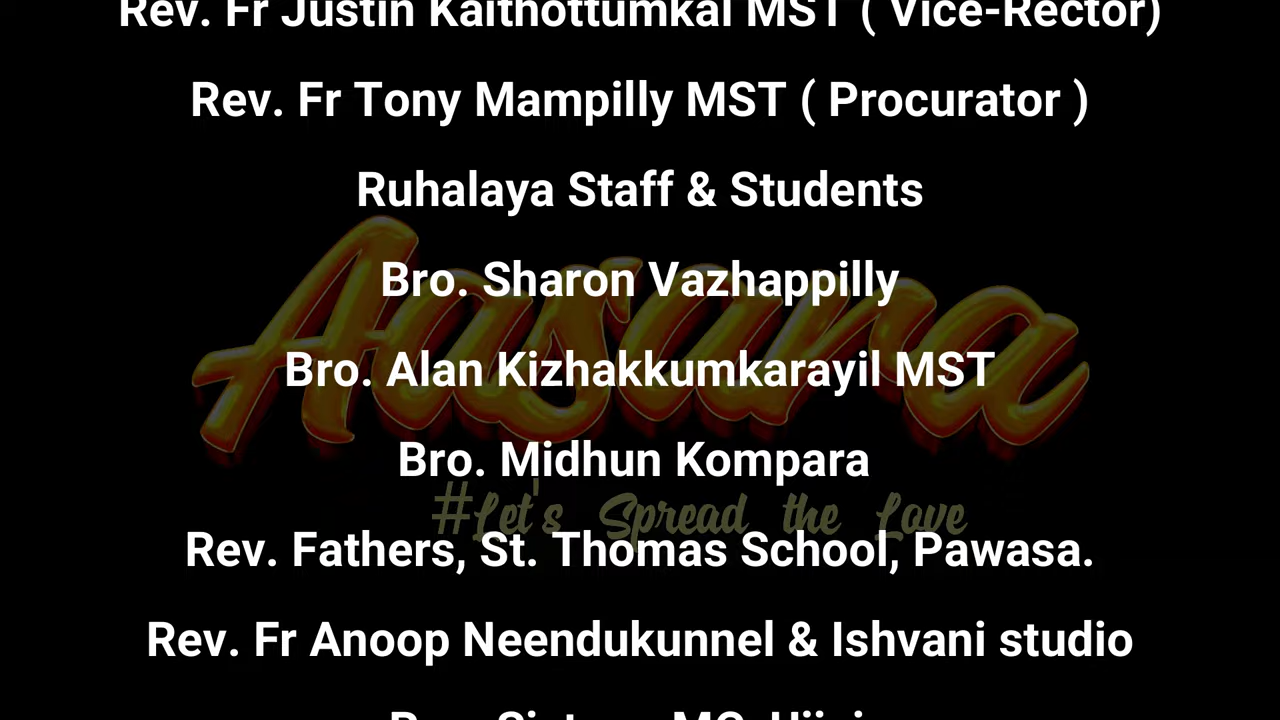 Rev. Fr Justin Kaithottumkal MST ( Vice-Rector)
Rev. Fr Tony Mampilly MST ( Procurator )
Ruhalaya Staff & Students
Bro. Sharon Vazhappilly
Aasana
Bro. Alan Kizhakkumkarayil MST
Bro. Midhun Kompara
#Let's Spread the Love
Rev. Fathers, St. Thomas School, Pawasa.
Rev. Fr Anoop Neendukunnel & Ishvani studio